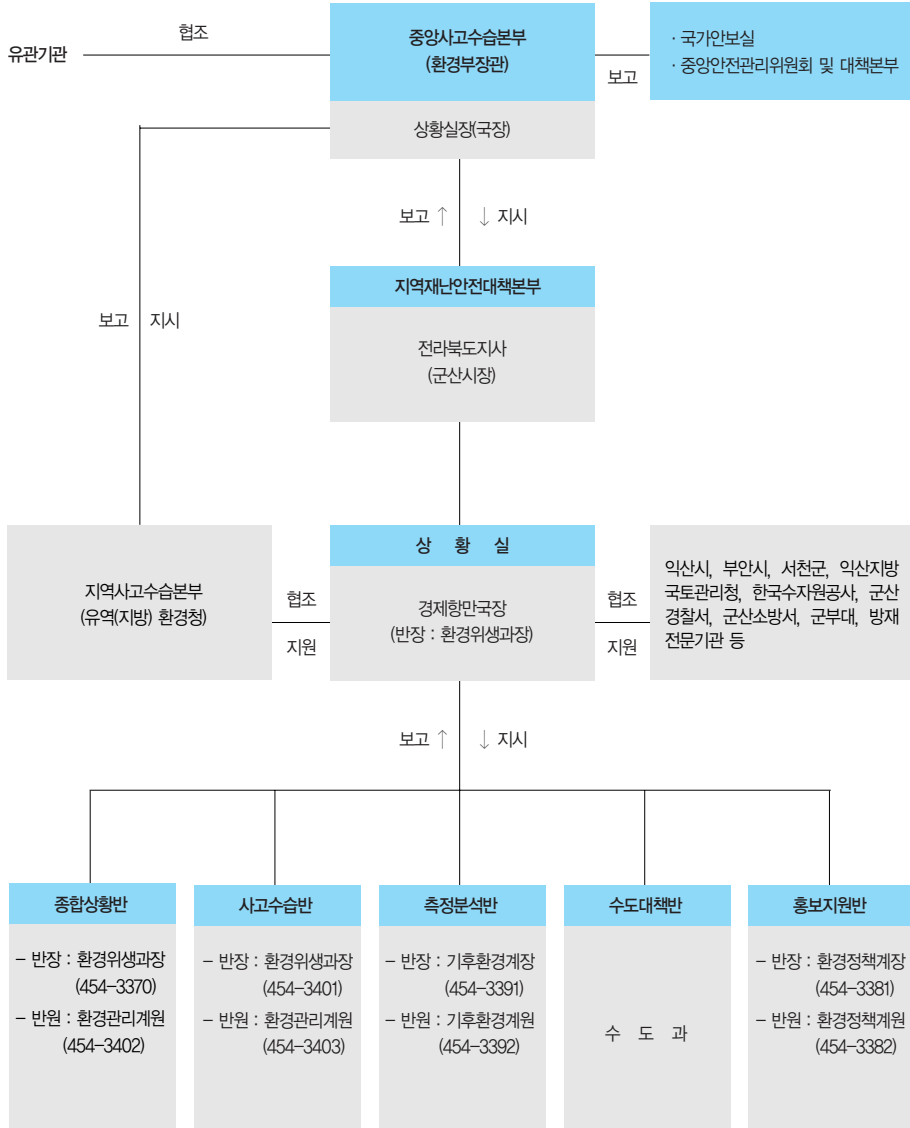 유관기관
협조
중앙사고수습본부
(환경부장관)
보고
· 국가안보실
· 중앙안전관리위원회 및 대책본부
상황실장(국장)
보고 ↑ ↓ 지시
지역재난안전대책본부
전라북도지사
(군산시장)
보고 지시
지역사고수습본부
(유역(지방) 환경청)
협조
지원
상 황 실
경제항만국장
(반장 : 환경위생과장)
협조
지원
익산시, 부안시, 서천군, 익산지방
국토관리청, 한국수자원공사, 군산
경찰서, 군산소방서, 군부대, 방재
전문기관 등
보고 ↑ ↓ 지시
종합상황반
- 반장 : 환경위생과장
(454-3370)
- 반원 : 환경관리계원
(454-3402)
사고수습반
- 반장 : 환경위생과장
(454-3401)
- 반원 : 환경관리계원
(454-3403)
측정분석반
- 반장 : 기후환경계장
(454-3391)
- 반원 : 기후환경계원
(454-3392)
수도대책반
수 도 과
홍보지원반
- 반장 : 환경정책계장
(454-3381)
- 반원 : 환경정책계원
(454-3382)